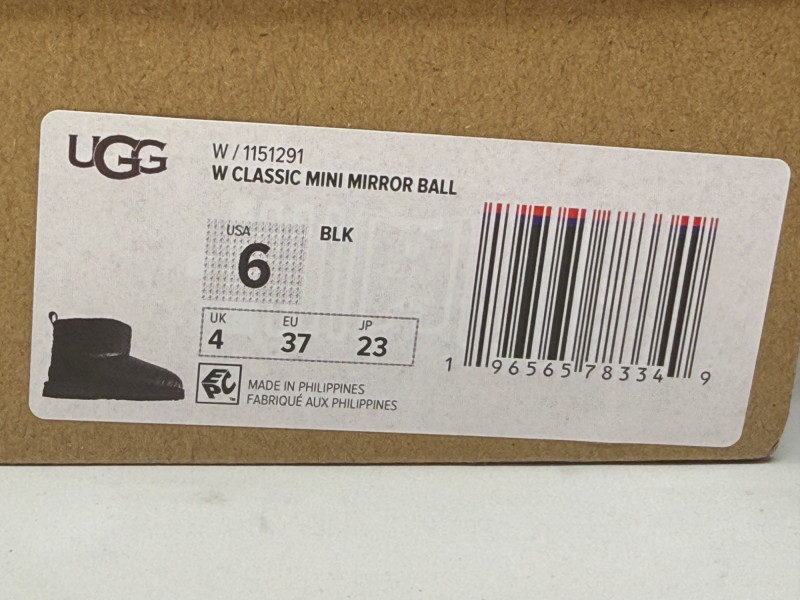 UGG
W / 1151291
W CLASSIC MINI MIRROR BALL
USA
6
BLK
UK
4
EU
37
JP
23
EPC™
MADE IN PHILIPPINES
FABRIQUÉ AUX PHILIPPINES
1 96565 78334 9